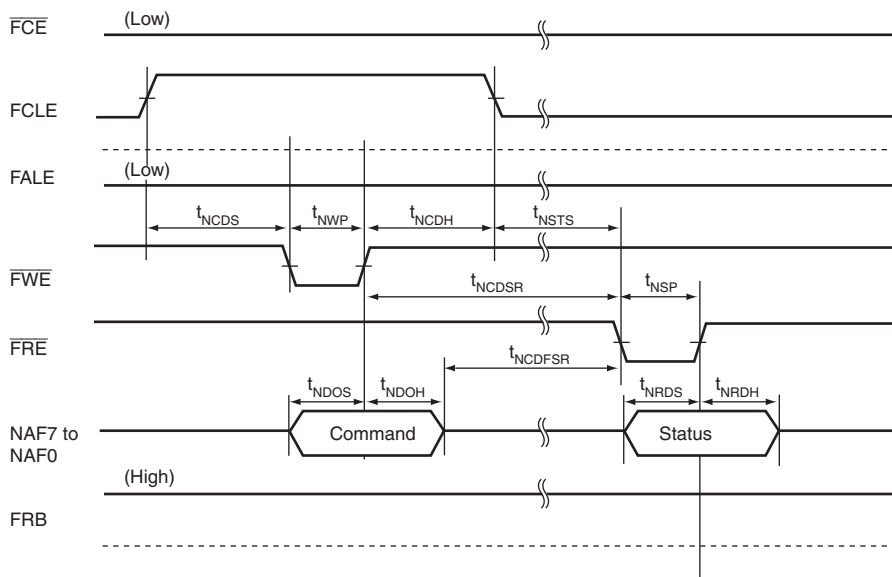 FCE (Low)
FCLE
FALE (Low)
tNCDS tNWP tNCDH tNSTS
FWE
tNCDSR tNSP
FRE
tNCDFSR
tNDOS tNDOH tNRDS tNRDH
NAF7 to
NAF0
Command Status
(High)
FRB